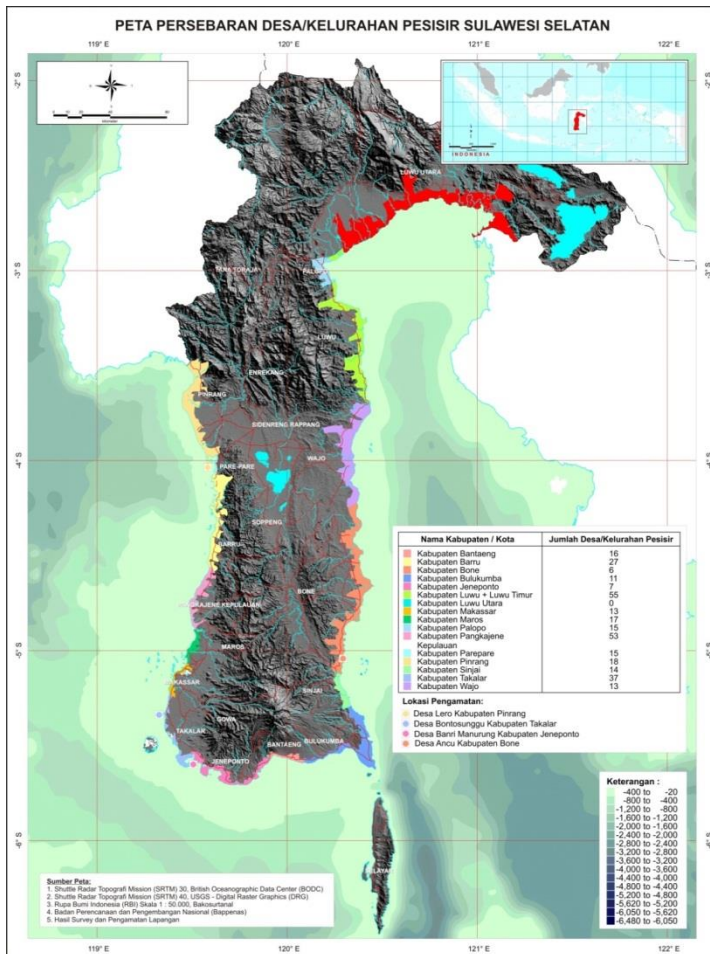 PETA PERSEBARAN DESA/KELURAHAN PESISIR SULAWESI SELATAN
119° E 120° E 121° E 122° E
INDONESIA
-2° S
-2° S
LUWU UTARA
-3° S
-3° S
TANA TORAJA
LUWU
ENREKANG
PINRANG
SIDENRENG RAPPANG
WAJO
-4° S
-4° S
PARE-PARE
SOPPENG
BARRU
BONE
MAROS
-5° S
-5° S
SINJAI
GOWA
TAKALAR
BULUKUMBA
BANTAENG
JENEPONTO
-6° S
-6° S
Nama Kabupaten / Kota Jumlah Desa/Kelurahan Pesisir
Kabupaten Bantaeng 16
Kabupaten Barru 27
Kabupaten Bone 6
Kabupaten Bulukumba 11
Kabupaten Jeneponto 7
Kabupaten Luwu + Luwu Timur 55
Kabupaten Luwu Utara 0
Kabupaten Makassar 13
Kabupaten Maros 17
Kabupaten Palopo 15
Kabupaten Pangkajene 53
Kepulauan
Kabupaten Parepare 15
Kabupaten Pinrang 18
Kabupaten Sinjai 14
Kabupaten Takalar 37
Kabupaten Wajo 13
Lokasi Pengamatan:
Desa Lero Kabupaten Pinrang
Desa Bontosunggu Kabupaten Takalar
Desa Banri Manurung Kabupaten Jeneponto
Desa Ancu Kabupaten Bone
Keterangan :
-400 to -20
-800 to -400
-1,200 to -800
-1,600 to -1,200
-2,000 to -1,600
-2,400 to -2,000
-2,800 to -2,400
-3,200 to -2,800
-3,600 to -3,200
-4,000 to -3,600
-4,400 to -4,000
-4,800 to -4,400
-5,200 to -4,800
-5,620 to -5,200
-6,050 to -5,620
-6,480 to -6,050
Sumber Peta:
1. Shuttle Radar Topografi Mission (SRTM) 30, British Oceanographic Data Center (BODC)
2. Shuttle Radar Topografi Mission (SRTM) 40, USGS - Digital Raster Graphics (DRG)
3. Rupa Bumi Indonesia (RBI) Skala 1 : 50.000, Bakosurtanal
4. Badan Perencanaan dan Pengembangan Nasional (Bappenas)
5. Hasil Survey dan Pengamatan Lapangan
119° E 120° E 121° E 122° E